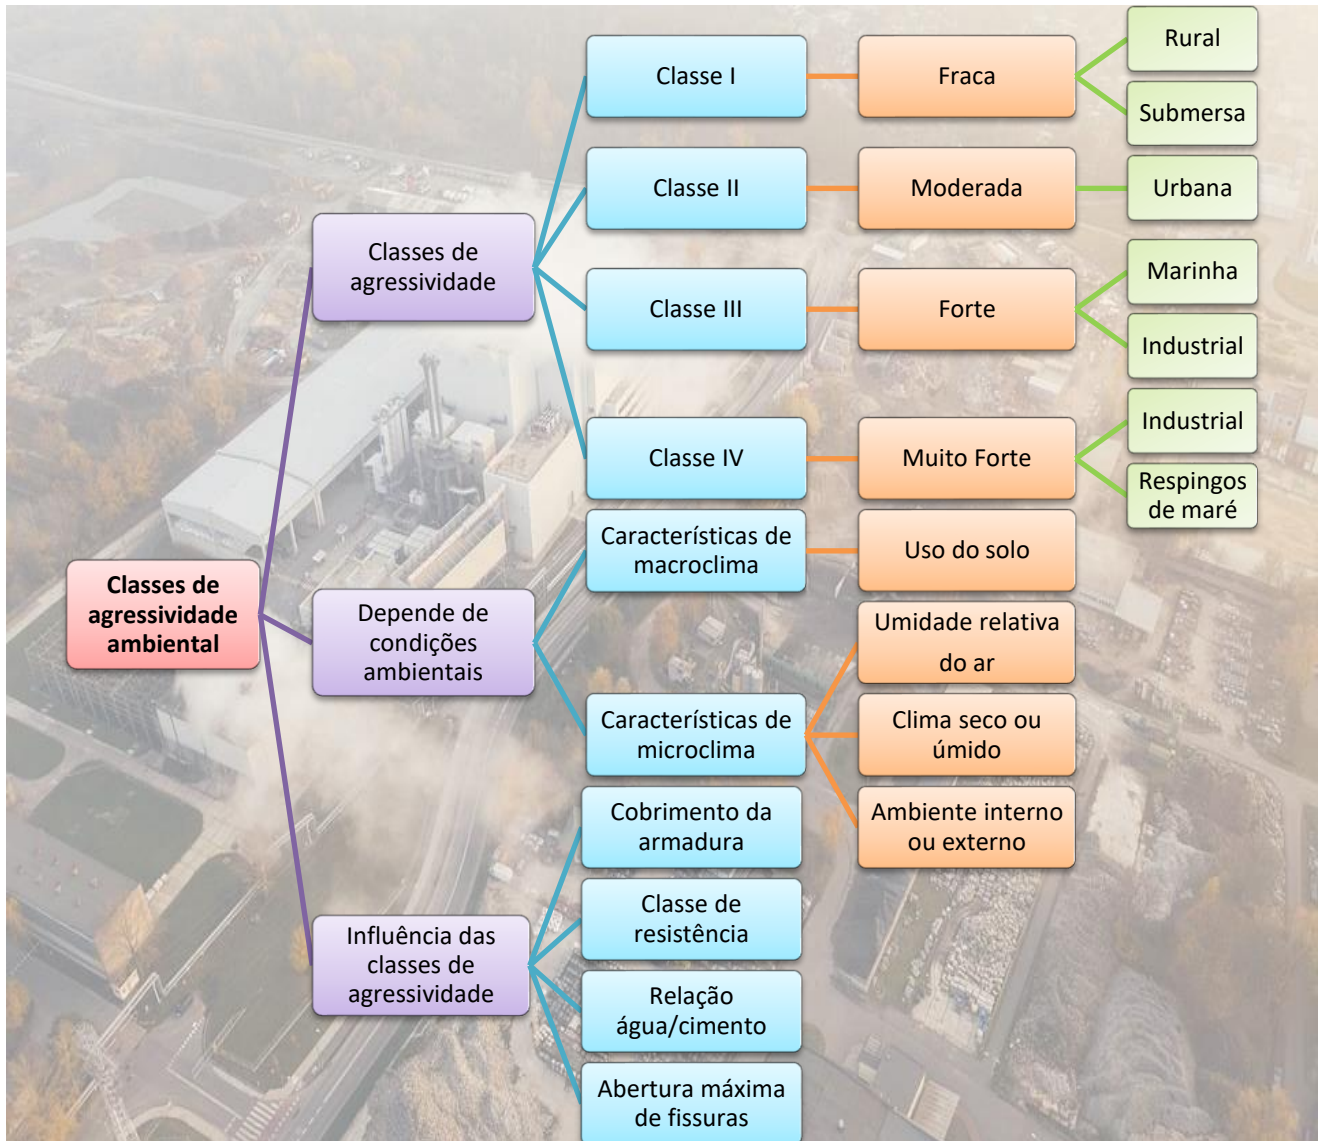 Classes de
agressividade
ambiental
Classes de
agressividade
Classe I
Fraca
Rural
Submersa
Classe II
Moderada
Urbana
Classe III
Forte
Marinha
Industrial
Classe IV
Muito Forte
Industrial
Respingos
de maré
Depende de
condições
ambientais
Características de
macroclima
Uso do solo
Características de
microclima
Umidade relativa
do ar
Clima seco ou
úmido
Ambiente interno
ou externo
Influência das
classes de
agressividade
Cobrimento da
armadura
Classe de
resistência
Relação
água/cimento
Abertura máxima
de fissuras